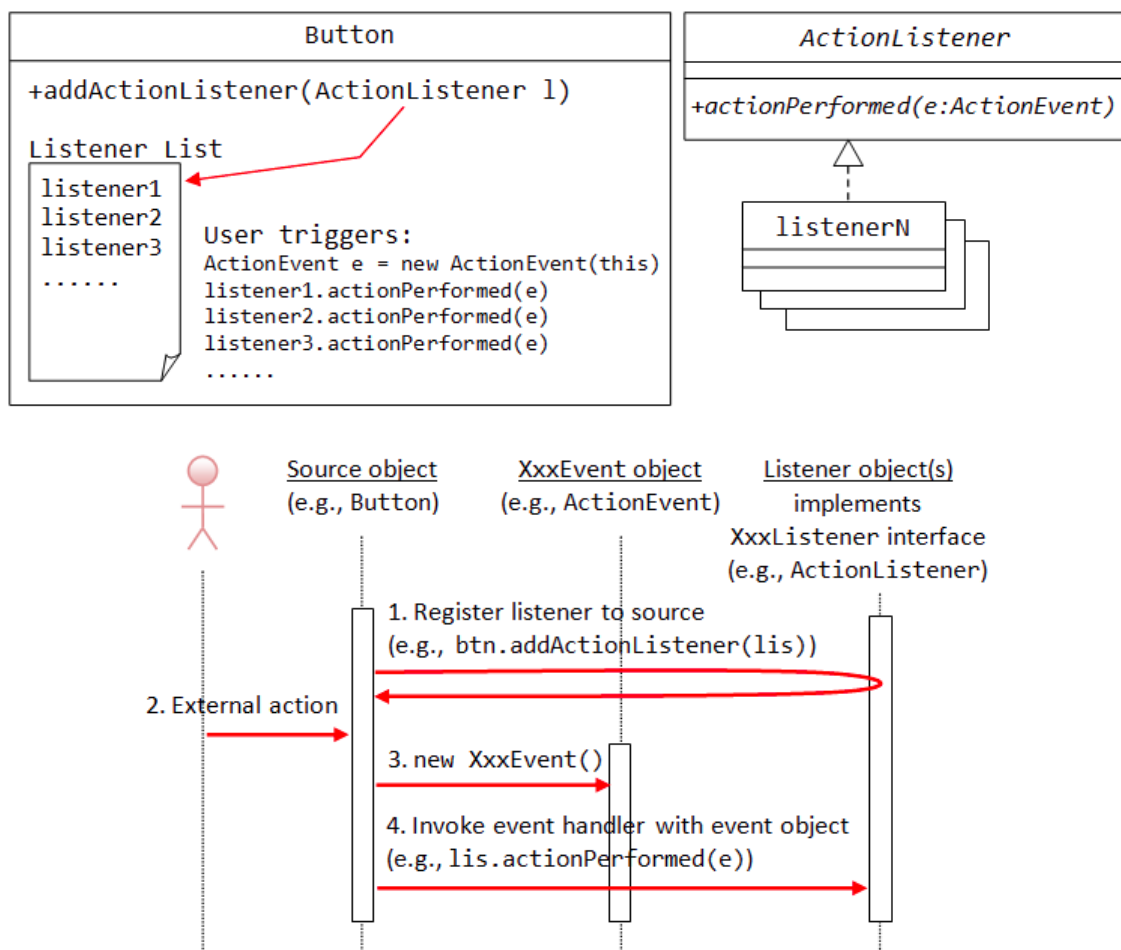 Button
+addActionListener(ActionListener l)
Listener List
listener1
listener2
listener3
......
User triggers:
ActionEvent e = new ActionEvent(this)
listener1.actionPerformed(e)
listener2.actionPerformed(e)
listener3.actionPerformed(e)
......
ActionListener
+actionPerformed(e:ActionEvent)
listenerN
Source object
(e.g., Button)
XxxEvent object
(e.g., ActionEvent)
Listener object(s)
implements
XxxListener interface
(e.g., ActionListener)
1. Register listener to source
(e.g., btn.addActionListener(lis))
2. External action
3. new XxxEvent()
4. Invoke event handler with event object
(e.g., lis.actionPerformed(e))